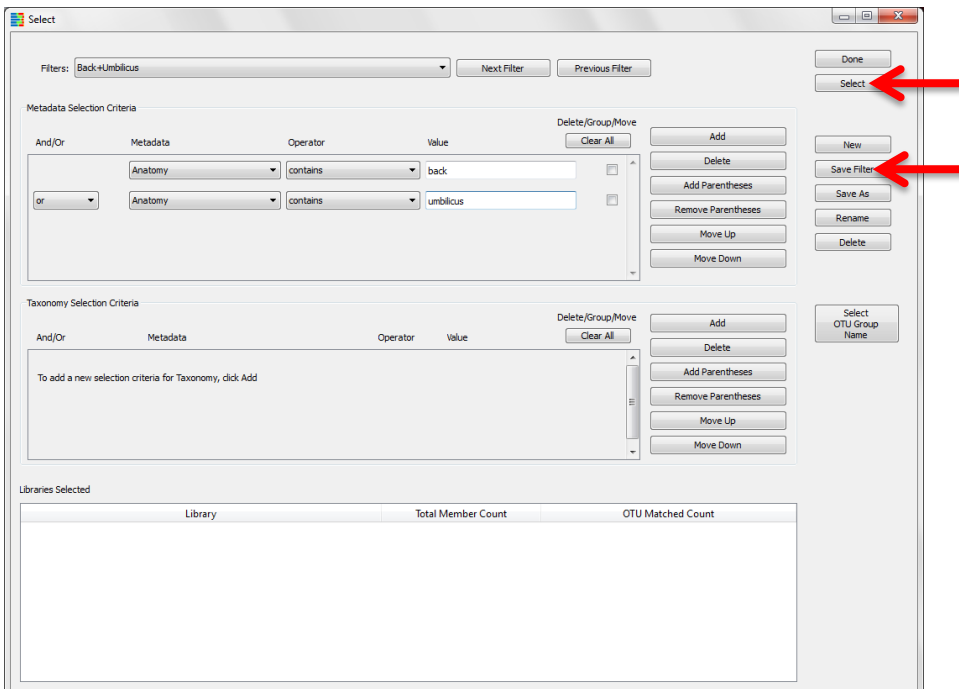 Select
Filters: Back+Umbilicus Next Filter Previous Filter Done
Select
Metadata Selection Criteria
Delete/Group/Move
And/Or Metadata Operator Value Clear All Add New
Anatomy contains back Delete Save Filter
Add Parentheses Save As
or Anatomy contains umbilicus
Remove Parentheses Rename
Move Up Delete
Move Down
Taxonomy Selection Criteria
Delete/Group/Move
And/Or Metadata Operator Value Clear All Add
Select
OTU Group
Name
Delete
To add a new selection criteria for Taxonomy, click Add Add Parentheses
Remove Parentheses
Move Up
Move Down
Libraries Selected
Library Total Member Count OTU Matched Count